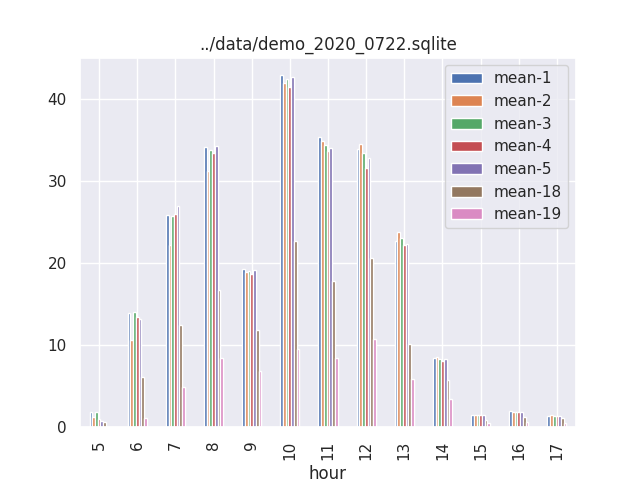 ../data/demo_2020_0722.sqlite
mean-1
mean-2
mean-3
mean-4
mean-5
mean-18
mean-19
40
30
20
10
0
5 6 7 8 9 10 11 12 13 14 15 16 17
hour